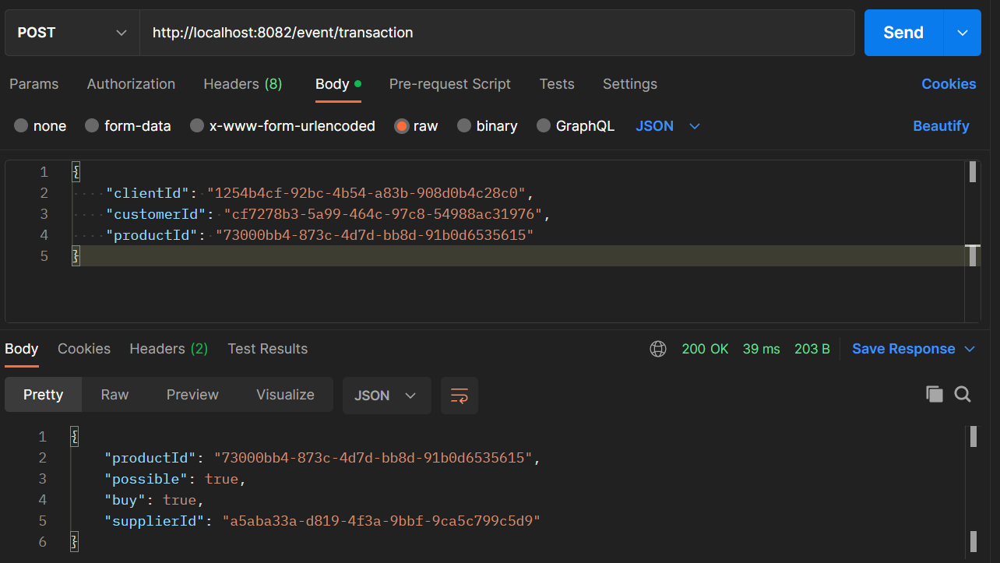 POST http://localhost:8082/event/transaction Send
Params Authorization Headers (8) Body Pre-request Script Tests Settings Cookies
none form-data x-www-form-urlencoded raw binary GraphQL JSON Beautify
1 {
2 "clientId": "1254b4cf-92bc-4b54-a83b-908d0b4c28c0",
3 "customerId": "cf7278b3-5a99-464c-97c8-54988ac31976",
4 "productId": "73000bb4-873c-4d7d-bb8d-91b0d6535615"
5 }
Body Cookies Headers (2) Test Results 200 OK 39 ms 203 B Save Response
Pretty Raw Preview Visualize JSON
1 {
2 "productId": "73000bb4-873c-4d7d-bb8d-91b0d6535615",
3 "possible": true,
4 "buy": true,
5 "supplierId": "a5aba33a-d819-4f3a-9bbf-9ca5c799c5d9"
6 }